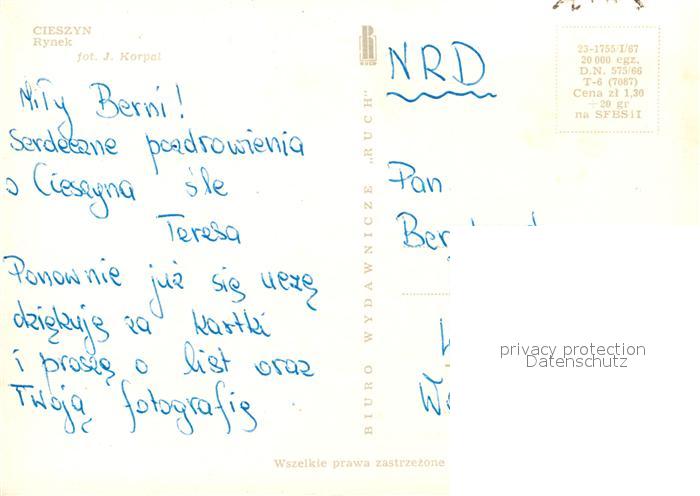 CIESZYN
Rynek
fot. J. Korpal
Miły Berni!
Serdeczne pozdrowienia
z Cieszyna śle
Teresa
Ponownie już się uczę
dziękuję za kartki
i proszę o list oraz
Twoją fotografię
BIURO WYDAWNICZE „RUCH"
RUCH
NRD
23-1755/I/67
20 000 egz.
D.N. 575/66
T-6 (7087)
Cena zł 1,30
+ 20 gr
na SFBSiI
Pan
privacy protection
Datenschutz
Wszelkie prawa zastrzeżone